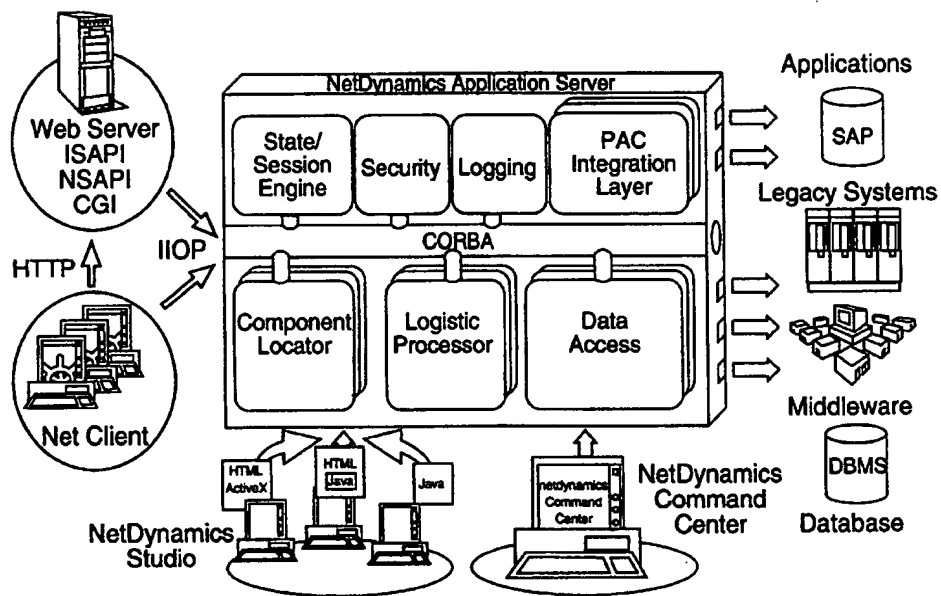 NetDynamics Application Server
Web Server
ISAPI
NSAPI
CGI
HTTP
IIOP
Net Client
State/
Session
Engine
Security
Logging
PAC
Integration
Layer
CORBA
Component
Locator
Logistic
Processor
Data
Access
Applications
SAP
Legacy Systems
Middleware
DBMS
Database
HTML
ActiveX
HTML
Java
Java
NetDynamics
Studio
netdynamics
Command
Center
NetDynamics
Command
Center